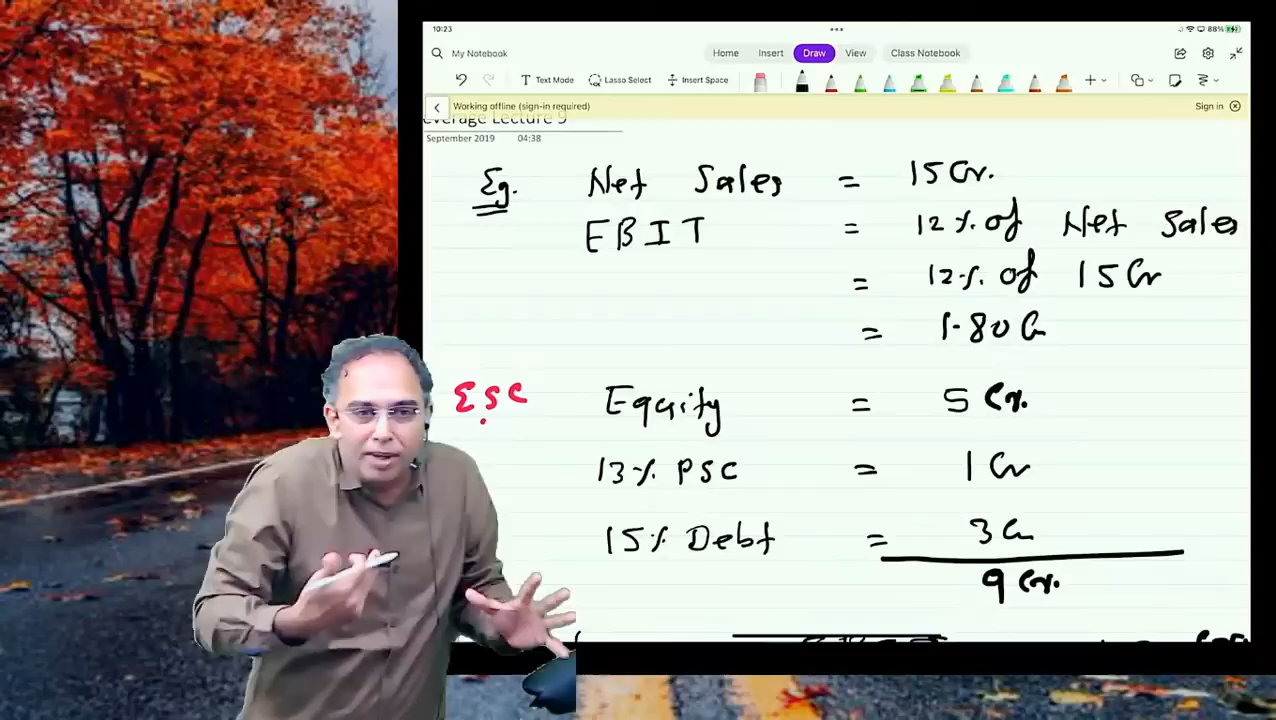 10:23
88%
My Notebook
Home Insert Draw View Class Notebook
Text Mode Lasso Select Insert Space
Working offline (sign-in required) Sign in
everage Lecture 9
September 2019 04:38
Eg. Net Sales = 15 Cr.
EBIT = 12% of Net Sales
= 12% of 15 Cr
= 1.80 Cr
ESC Equity = 5 Cr.
13% PSC = 1 Cr
15% Debt = 3 Cr
9 Cr.